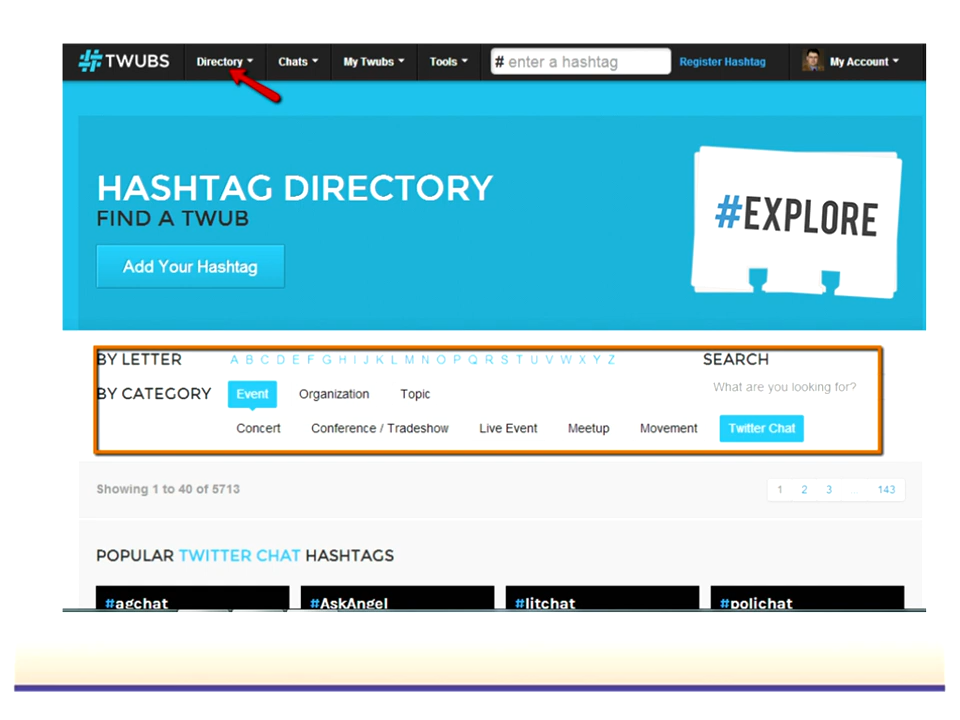 TWUBS Directory Chats My Twubs Tools # enter a hashtag Register Hashtag My Account
HASHTAG DIRECTORY
FIND A TWUB
Add Your Hashtag
#EXPLORE
BY LETTER A B C D E F G H I J K L M N O P Q R S T U V W X Y Z SEARCH
What are you looking for?
BY CATEGORY Event Organization Topic
Concert Conference / Tradeshow Live Event Meetup Movement Twitter Chat
Showing 1 to 40 of 5713 1 2 3 ... 143
POPULAR TWITTER CHAT HASHTAGS
#agchat #AskAngel #litchat #polichat